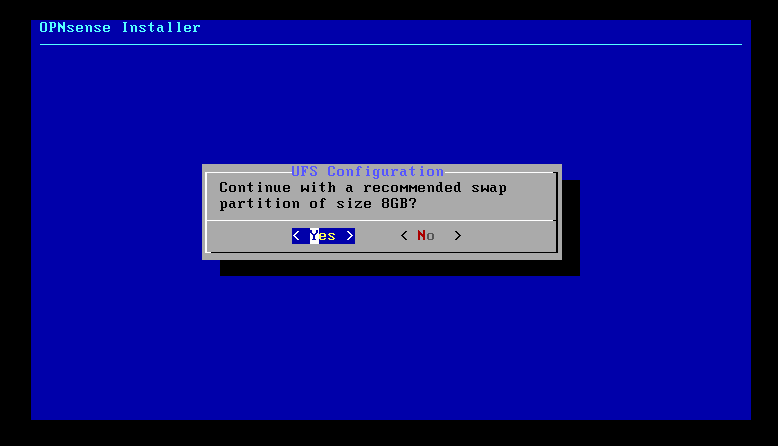 OPNsense Installer
UFS Configuration
Continue with a recommended swap
partition of size 8GB?
< Yes > < No >